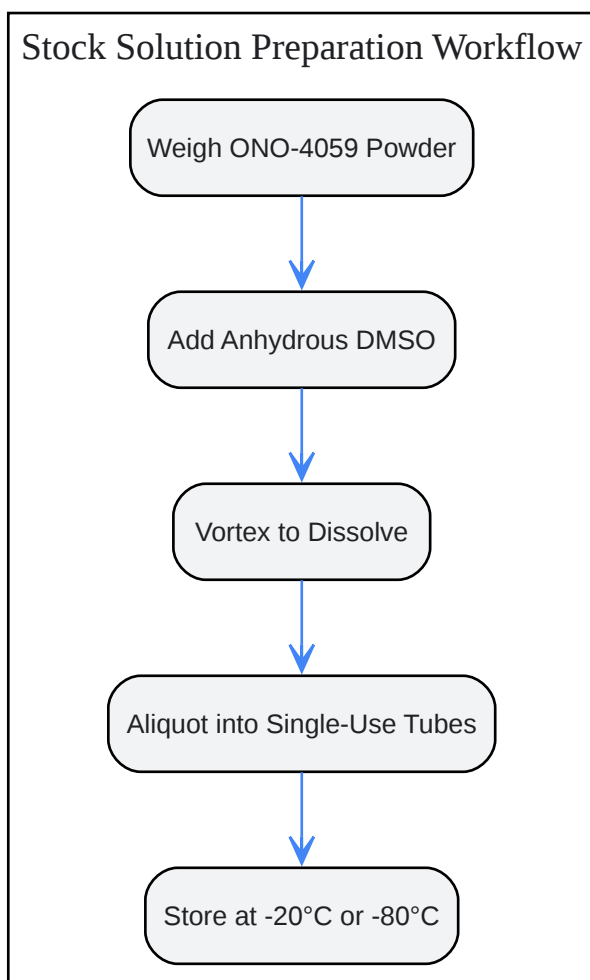 Stock Solution Preparation Workflow
Weigh ONO-4059 Powder
Add Anhydrous DMSO
Vortex to Dissolve
Aliquot into Single-Use Tubes
Store at -20°C or -80°C